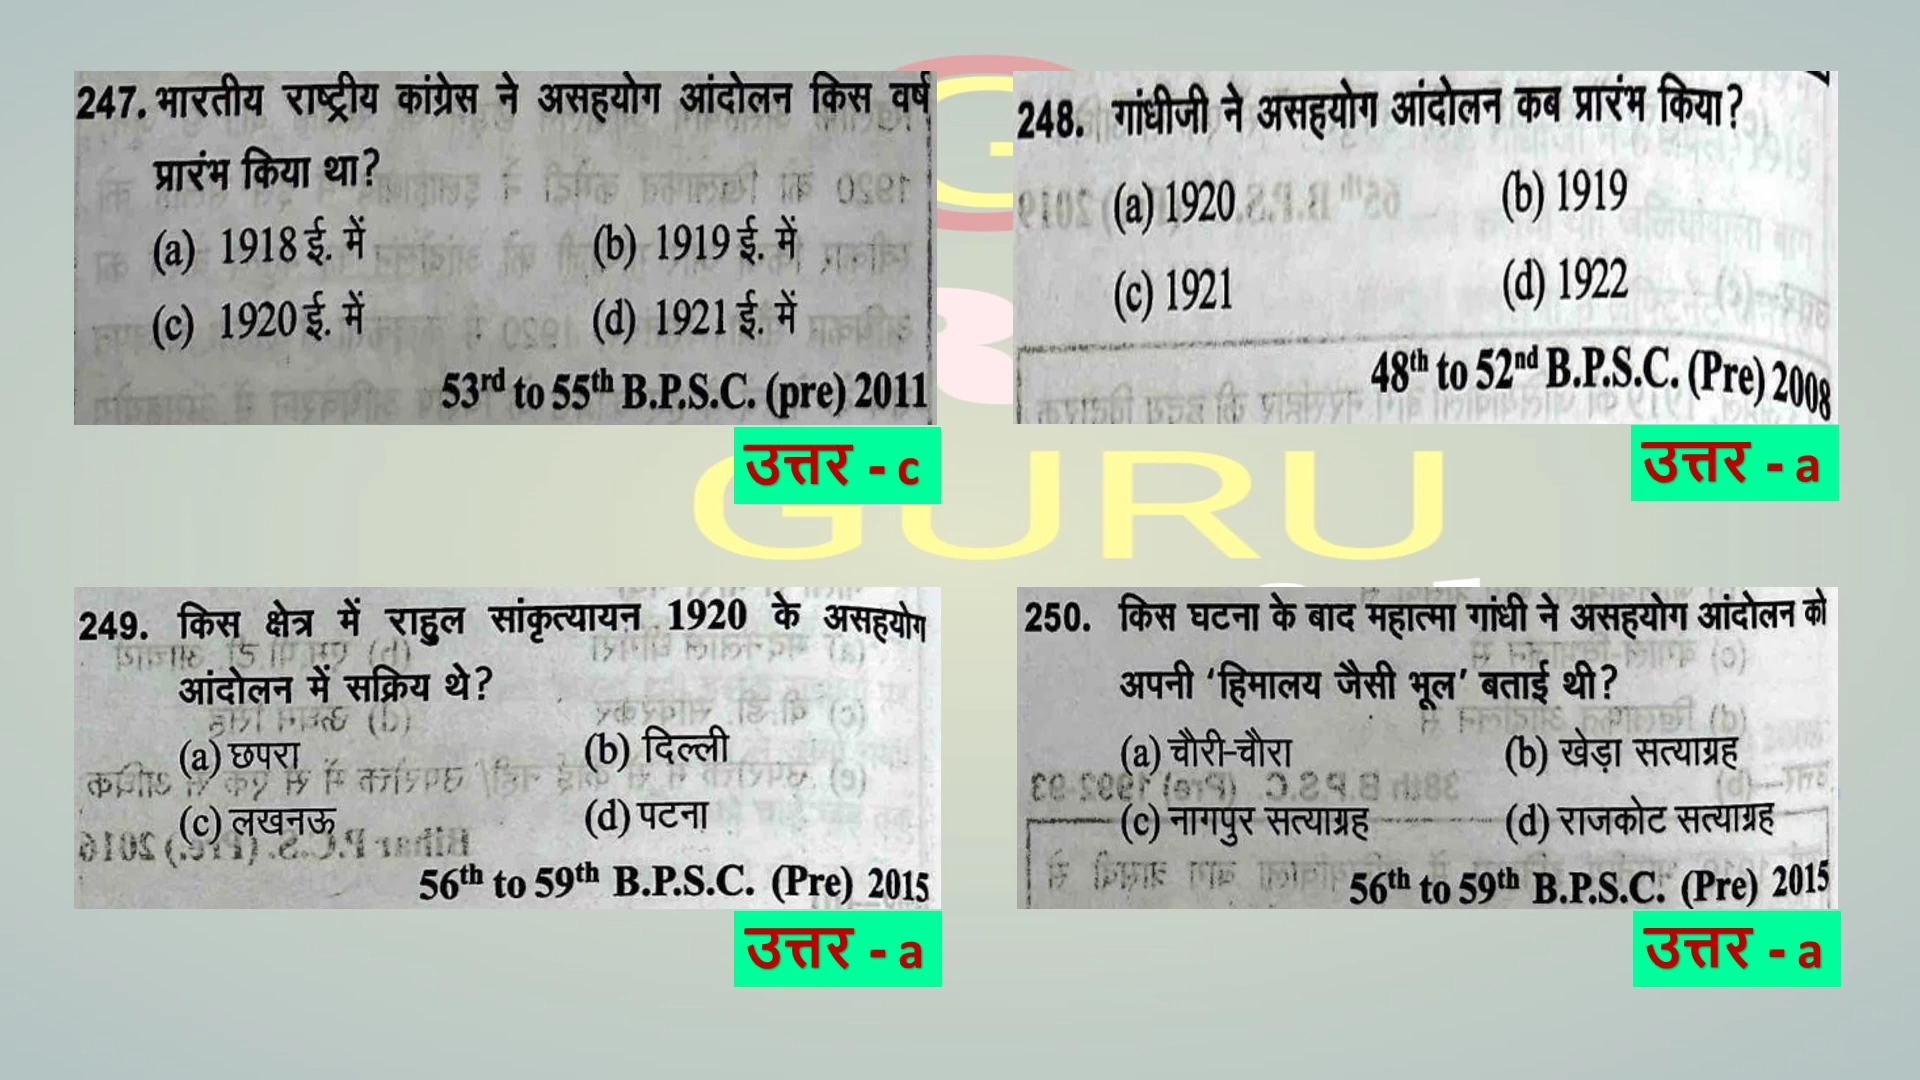 247. भारतीय राष्ट्रीय कांग्रेस ने असहयोग आंदोलन किस वर्ष
प्रारंभ किया था?
(a) 1918 ई. में (b) 1919 ई. में
(c) 1920 ई. में (d) 1921 ई. में
53rd to 55th B.P.S.C. (pre) 2011
उत्तर - c
248. गांधीजी ने असहयोग आंदोलन कब प्रारंभ किया?
(a) 1920 (b) 1919
(c) 1921 (d) 1922
48th to 52nd B.P.S.C. (Pre) 2008
उत्तर - a
GURU
249. किस क्षेत्र में राहुल सांकृत्यायन 1920 के असहयोग
आंदोलन में सक्रिय थे?
(a) छपरा (b) दिल्ली
(c) लखनऊ (d) पटना
56th to 59th B.P.S.C. (Pre) 2015
उत्तर - a
250. किस घटना के बाद महात्मा गांधी ने असहयोग आंदोलन को
अपनी ‘हिमालय जैसी भूल’ बताई थी?
(a) चौरी-चौरा (b) खेड़ा सत्याग्रह
(c) नागपुर सत्याग्रह (d) राजकोट सत्याग्रह
56th to 59th B.P.S.C. (Pre) 2015
उत्तर - a